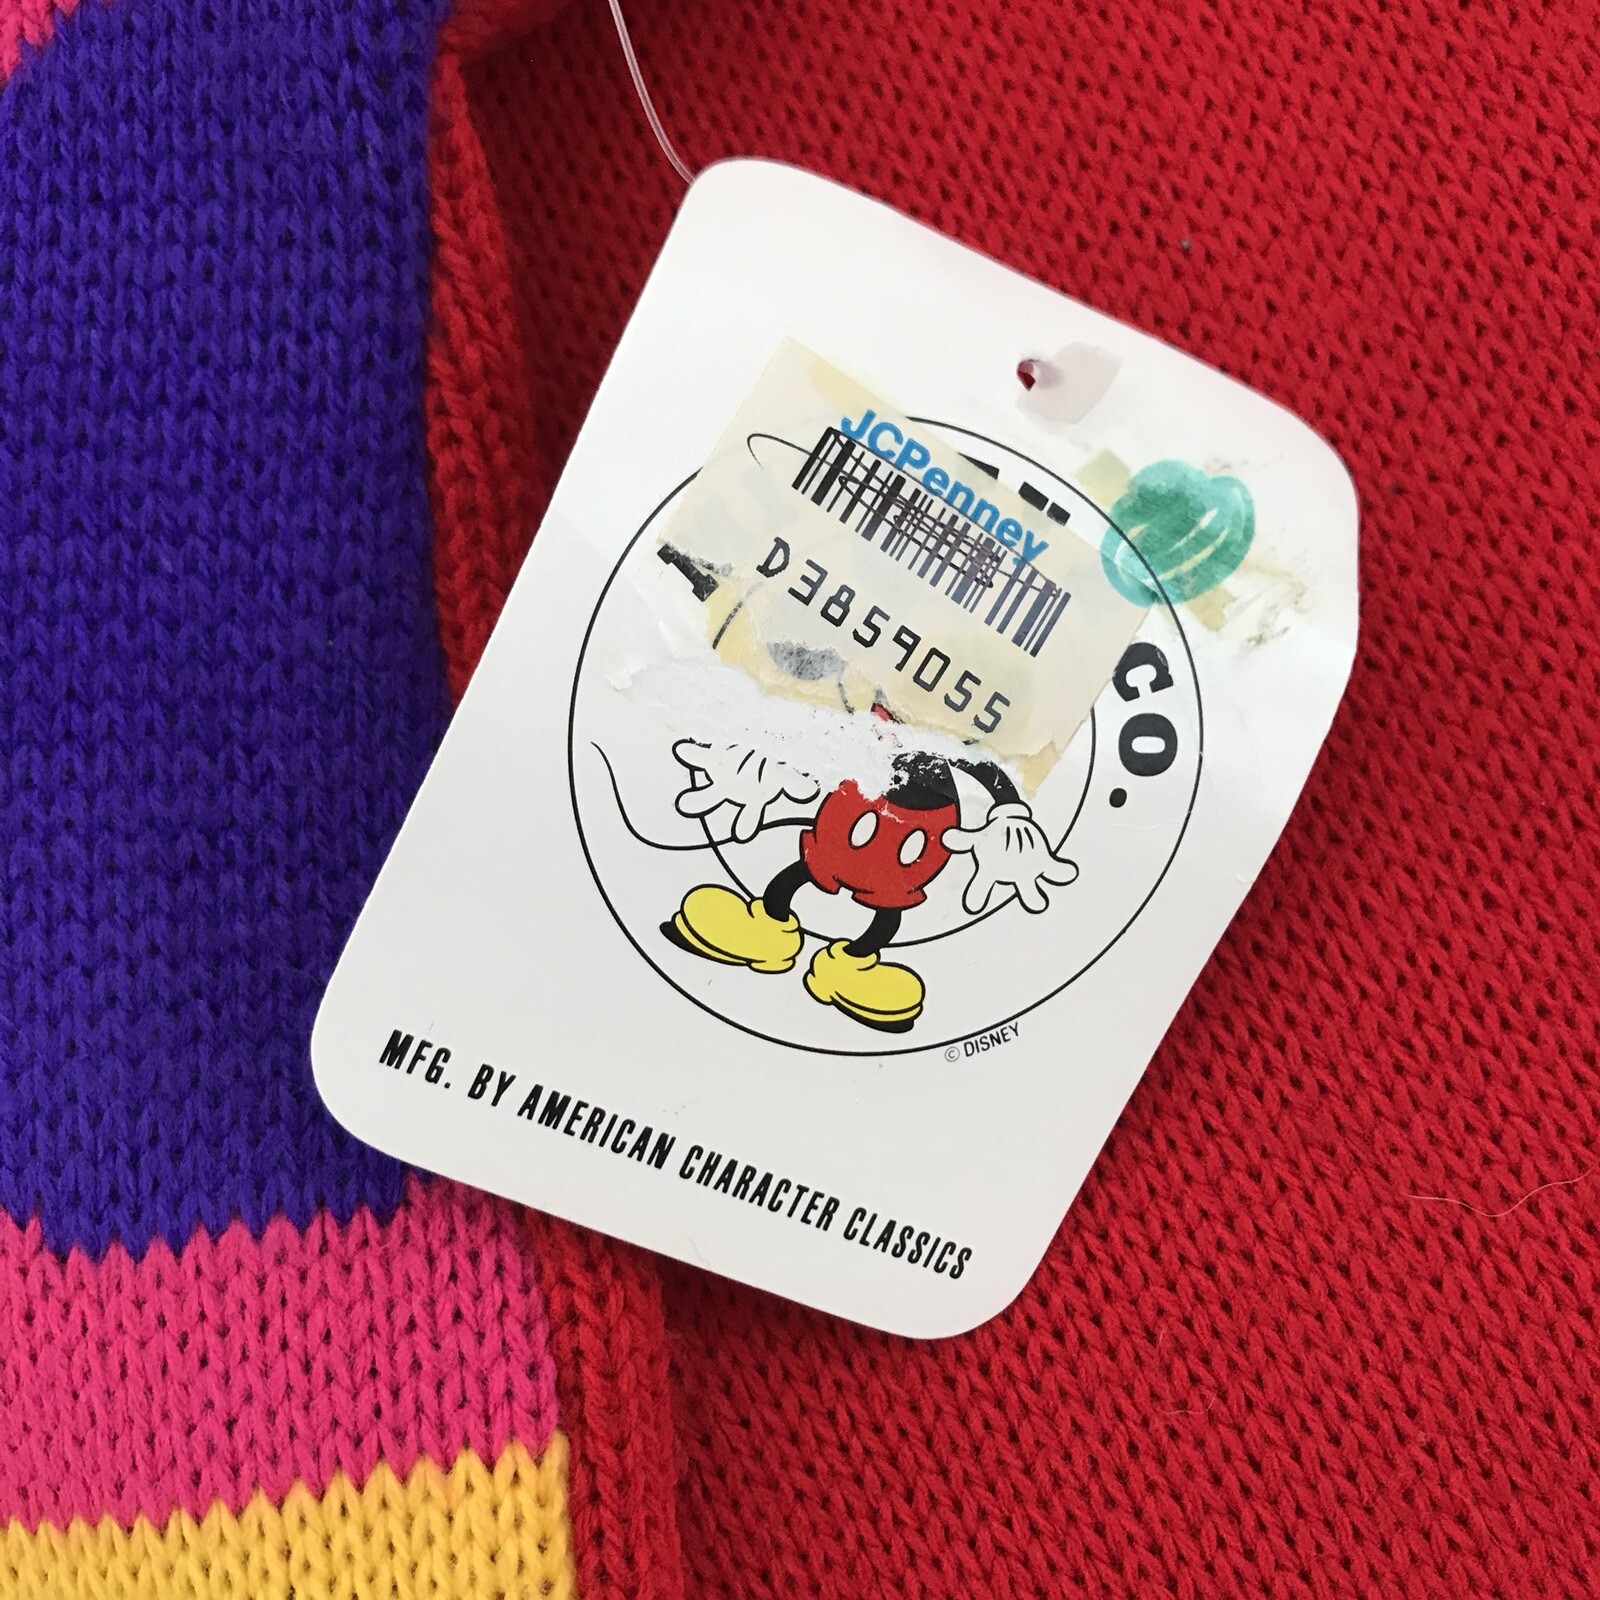 JCPenney
D3859055
CO.
© DISNEY
MFG. BY AMERICAN CHARACTER CLASSICS